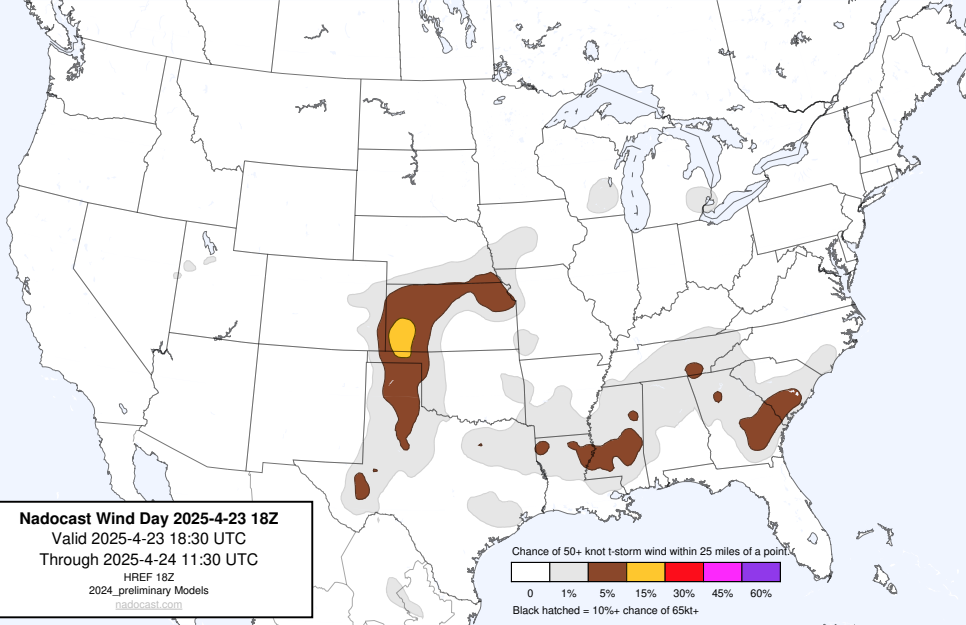 Nadocast Wind Day 2025-4-23 18Z
Valid 2025-4-23 18:30 UTC
Through 2025-4-24 11:30 UTC
HREF 18Z
2024_preliminary Models
nadocast.com
Chance of 50+ knot t-storm wind within 25 miles of a point.
0 1% 5% 15% 30% 45% 60%
Black hatched = 10%+ chance of 65kt+